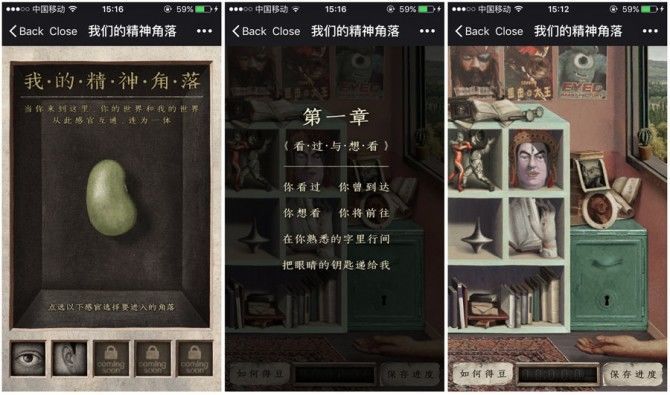 中国移动 15:16 59%
Back Close 我们的精神角落
我·的·精·神·角·落
当你来到这里 你的世界和我的世界
从此感官互通、连为一体
点选以下感官选择要进入的角落
coming soon
coming soon
coming soon
中国移动 15:16 59%
Back Close 我们的精神角落
第一章
《看·过·与·想·看》
你看过 你曾到达
你想看 你将前往
在你熟悉的字里行间
把眼睛的钥匙递给我
如何得豆 保存进度
中国移动 15:12 59%
Back Close 我们的精神角落
如何得豆 保存进度